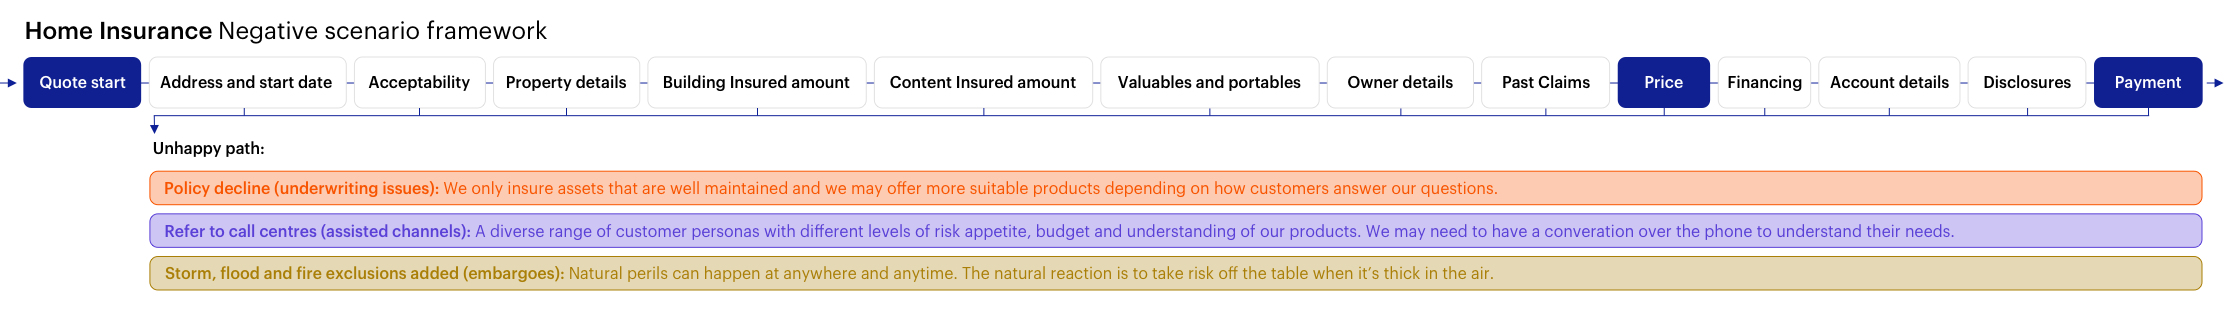 Home Insurance Negative scenario framework
Quote start
Address and start date
Acceptability
Property details
Building Insured amount
Content Insured amount
Valuables and portables
Owner details
Past Claims
Price
Financing
Account details
Disclosures
Payment
Unhappy path:
Policy decline (underwriting issues): We only insure assets that are well maintained and we may offer more suitable products depending on how customers answer our questions.
Refer to call centres (assisted channels): A diverse range of customer personas with different levels of risk appetite, budget and understanding of our products. We may need to have a converation over the phone to understand their needs.
Storm, flood and fire exclusions added (embargoes): Natural perils can happen at anywhere and anytime. The natural reaction is to take risk off the table when it's thick in the air.